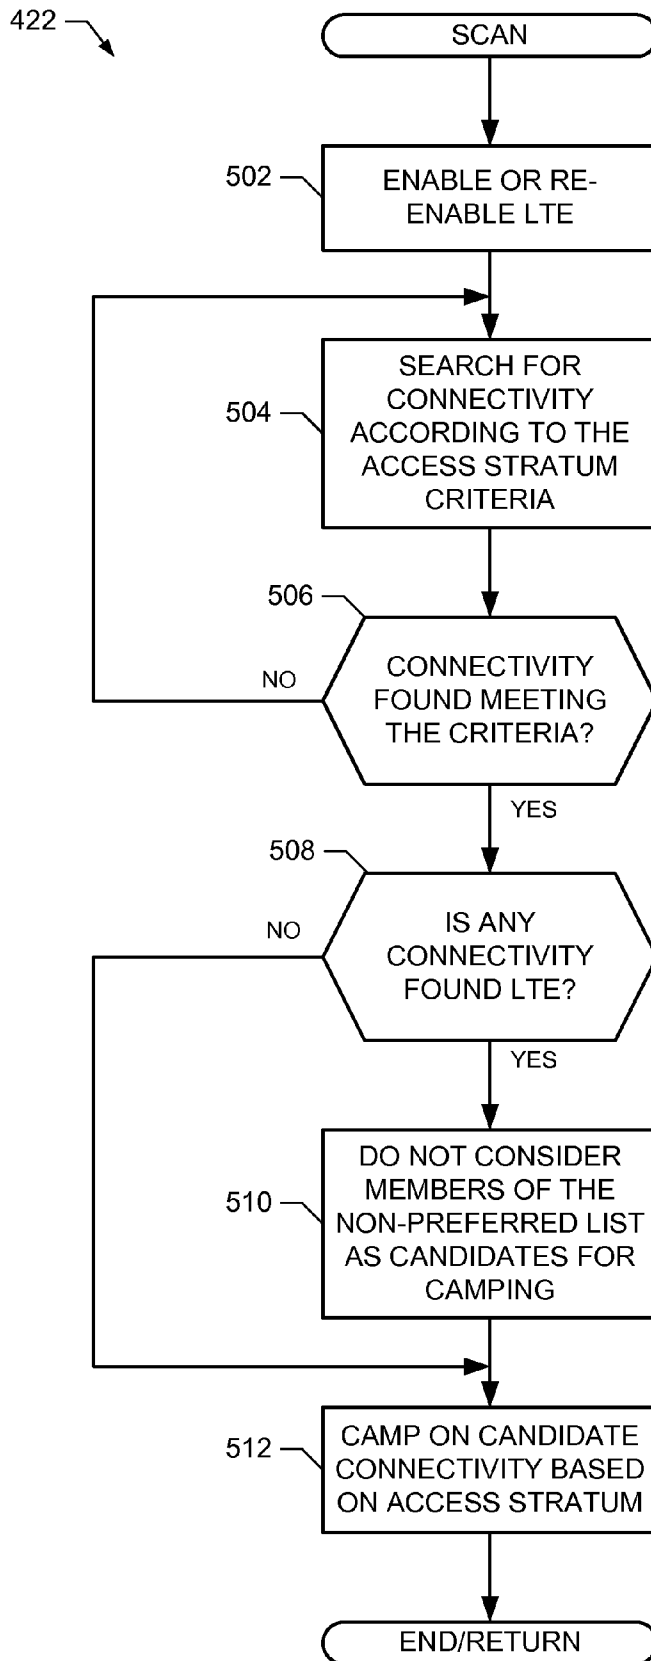 422
SCAN
502
ENABLE OR RE-
ENABLE LTE
504
SEARCH FOR
CONNECTIVITY
ACCORDING TO THE
ACCESS STRATUM
CRITERIA
506
CONNECTIVITY
FOUND MEETING
THE CRITERIA?
NO
YES
508
IS ANY
CONNECTIVITY
FOUND LTE?
NO
YES
510
DO NOT CONSIDER
MEMBERS OF THE
NON-PREFERRED LIST
AS CANDIDATES FOR
CAMPING
512
CAMP ON CANDIDATE
CONNECTIVITY BASED
ON ACCESS STRATUM
END/RETURN